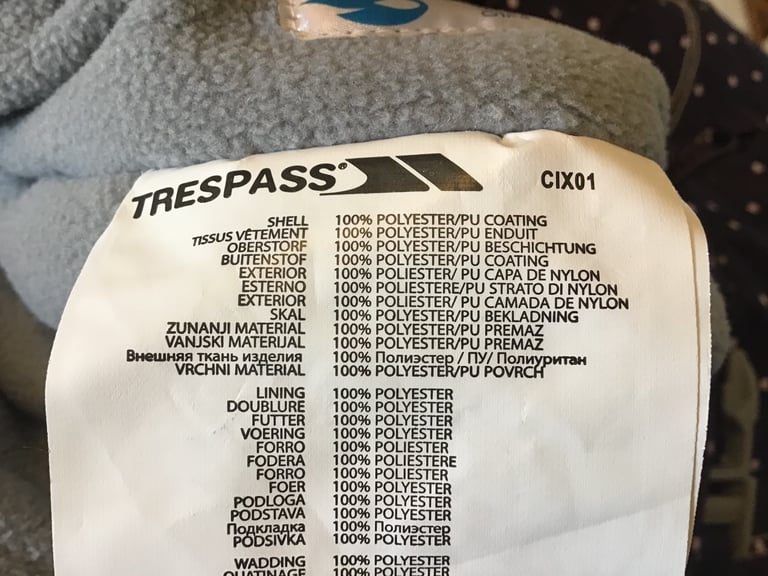 TRESPASS®
CIX01
SHELL 100% POLYESTER/PU COATING
TISSUS VÊTEMENT 100% POLYESTER/PU ENDUIT
OBERSTORF 100% POLYESTER/PU BESCHICHTUNG
BUITENSTOF 100% POLYESTER/PU COATING
EXTERIOR 100% POLIESTER/ PU CAPA DE NYLON
ESTERNO 100% POLIESTERE/PU STRATO DI NYLON
EXTERIOR 100% POLIESTER/ PU CAMADA DE NYLON
SKAL 100% POLYESTER/PU BEKLADNING
ZUNANJI MATERIAL 100% POLYESTER/PU PREMAZ
VANJSKI MATERIJAL 100% POLYESTER/PU PREMAZ
Внешняя ткань изделия 100% Полиэстер / ПУ/ Полиуритан
VRCHNI MATERIAL 100% POLYESTER/PU POVRCH
LINING 100% POLYESTER
DOUBLURE 100% POLYESTER
FUTTER 100% POLYESTER
VOERING 100% POLYESTER
FORRO 100% POLIESTER
FODERA 100% POLIESTERE
FORRO 100% POLIESTER
FOER 100% POLYESTER
PODLOGA 100% POLYESTER
PODSTAVA 100% POLYESTER
Подкладка 100% Полиэстер
PODSIVKA 100% POLYESTER
WADDING 100% POLYESTER
OUATINAGE 100% POLYESTER